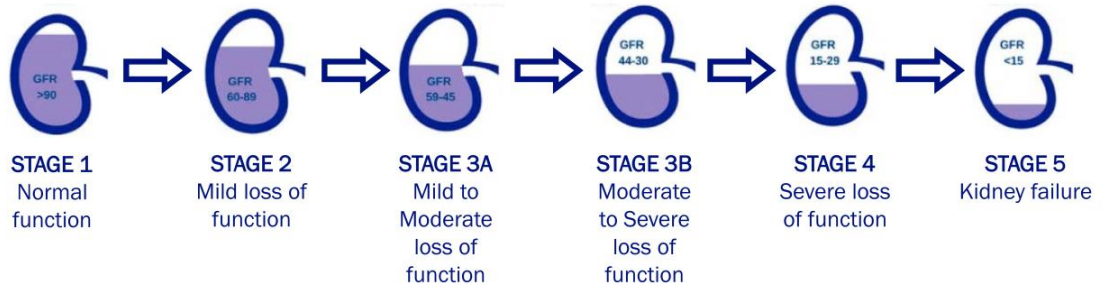 GFR
>90
GFR
60-89
GFR
59-45
GFR
44-30
GFR
15-29
GFR
<15
STAGE 1
Normal
function
STAGE 2
Mild loss of
function
STAGE 3A
Mild to
Moderate
loss of
function
STAGE 3B
Moderate
to Severe
loss of
function
STAGE 4
Severe loss
of function
STAGE 5
Kidney failure